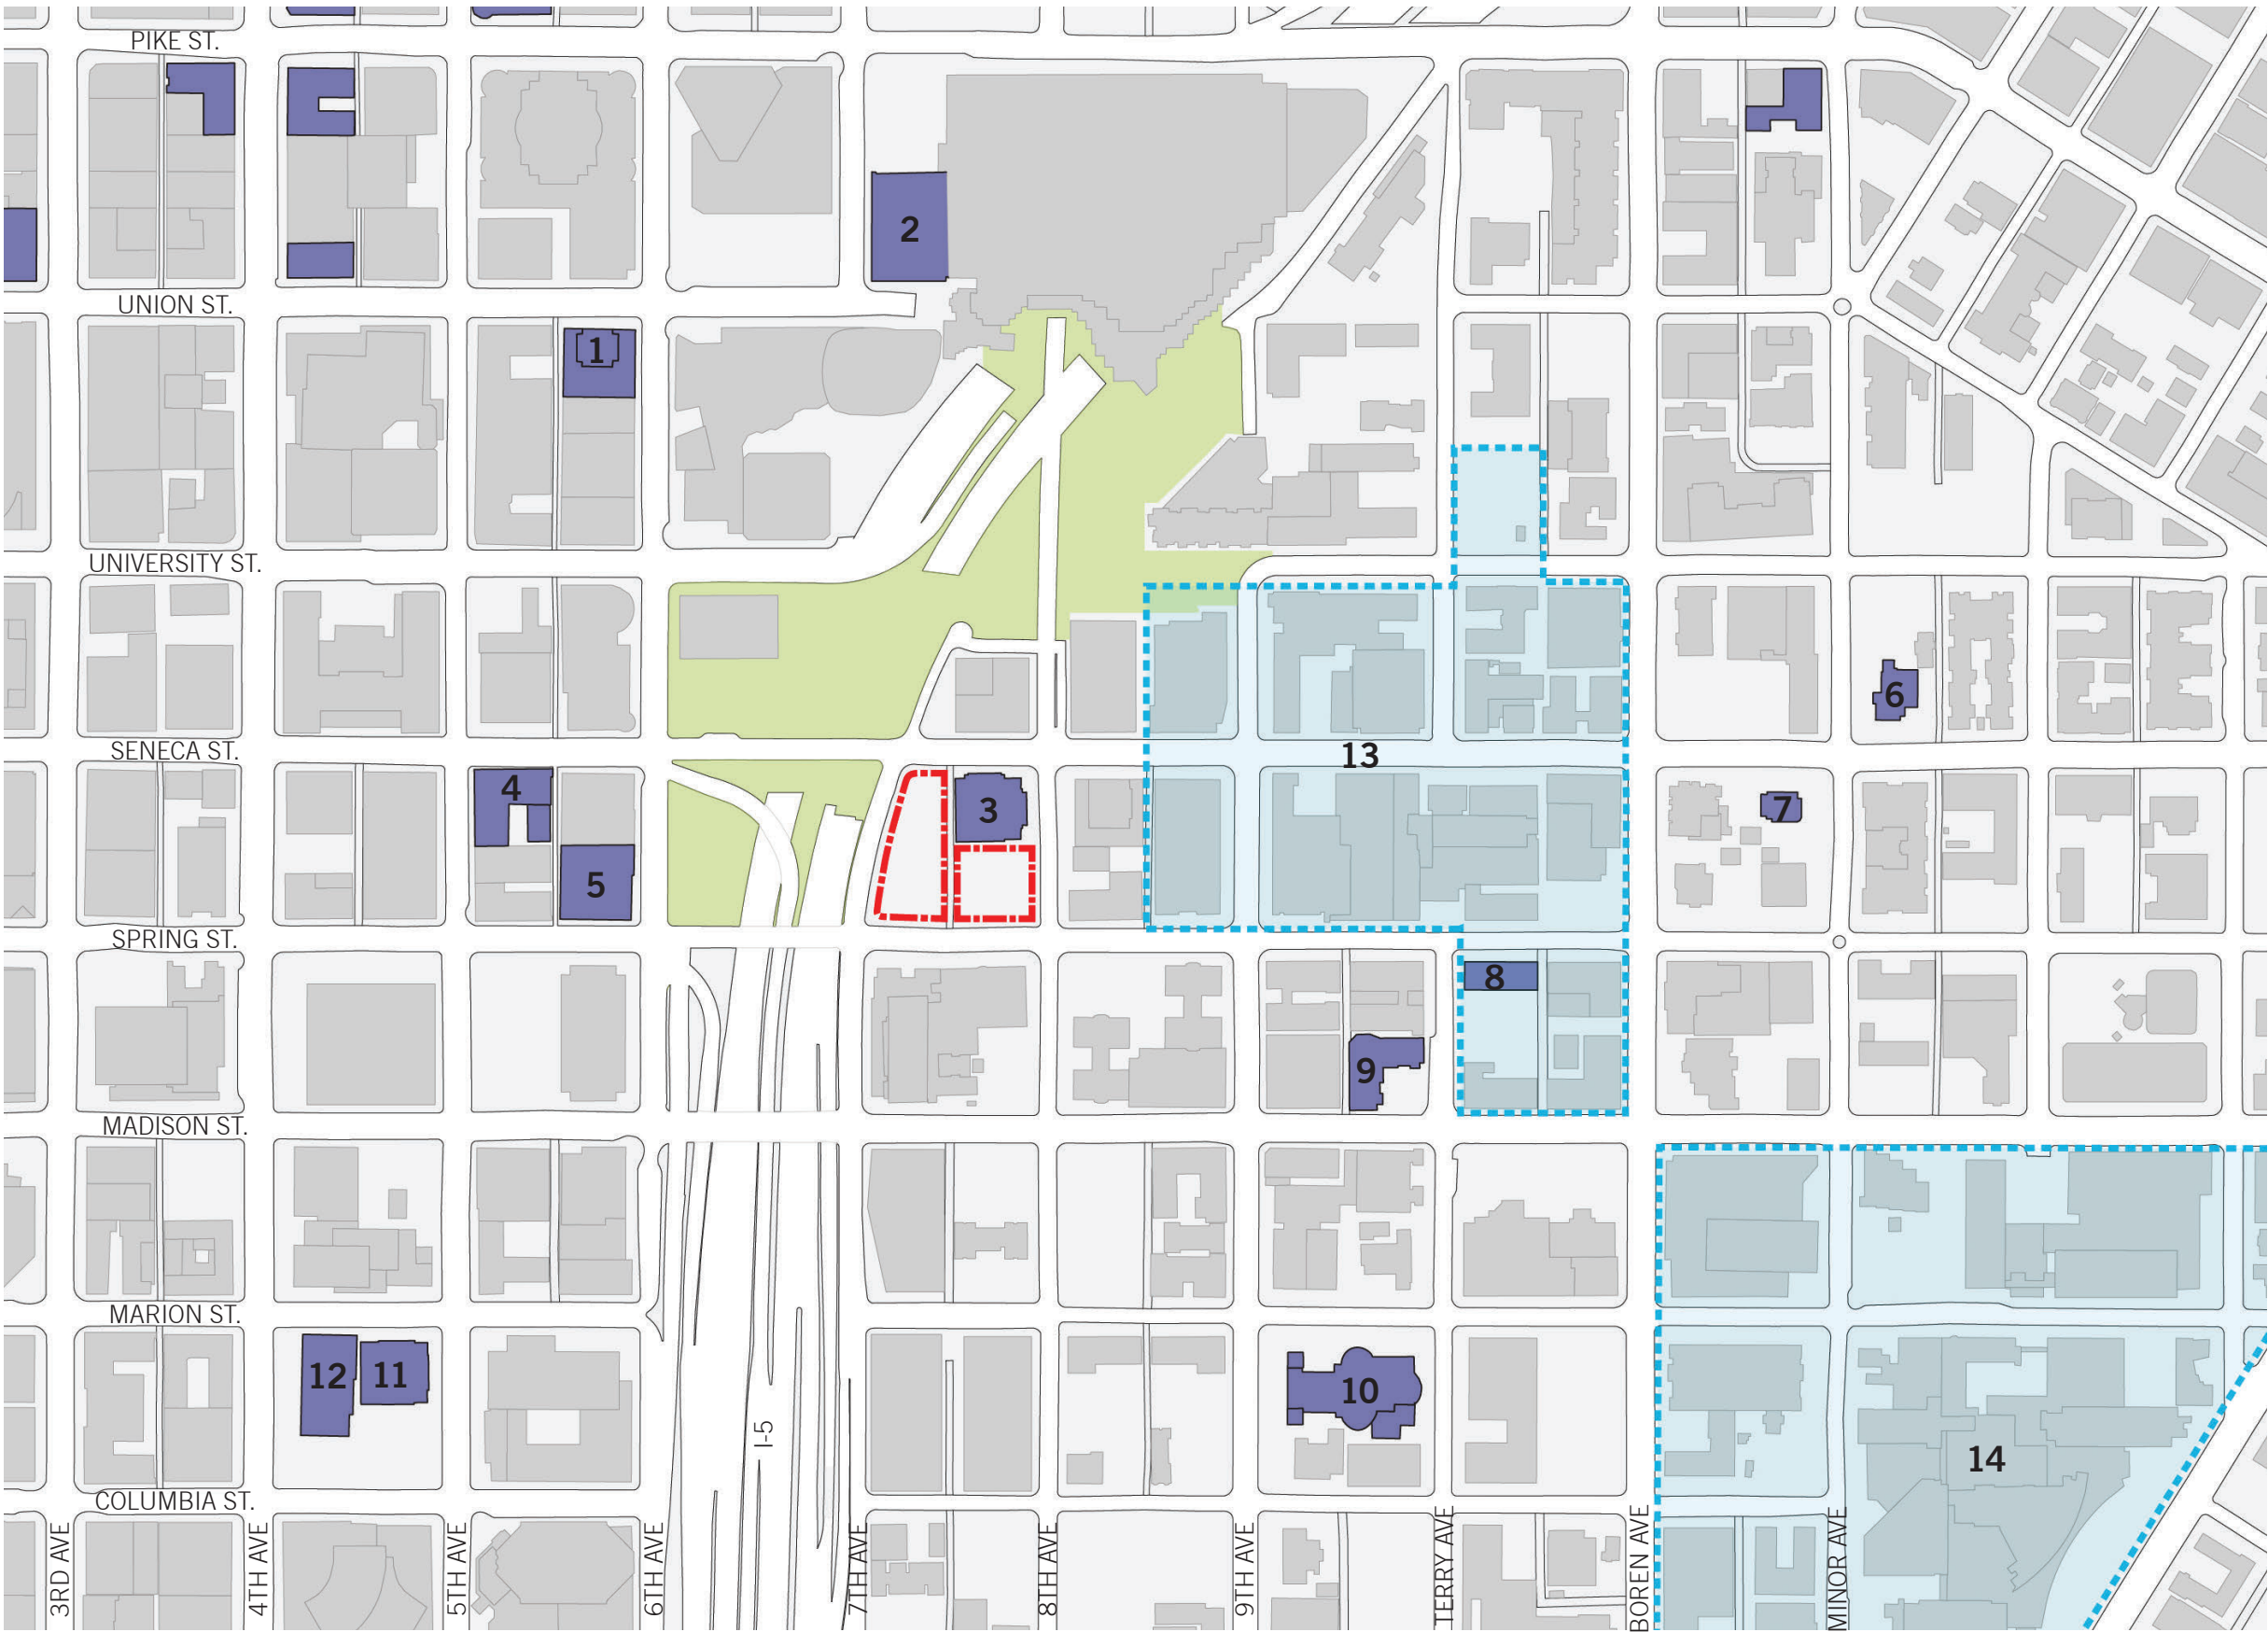 PIKE ST.
2
UNION ST.
1
UNIVERSITY ST.
6
SENECA ST.
13
4
3
7
5
SPRING ST.
8
9
MADISON ST.
MARION ST.
12
11
10
I-5
14
COLUMBIA ST.
3RD AVE
4TH AVE
5TH AVE
6TH AVE
7TH AVE
8TH AVE
9TH AVE
TERRY AVE
BOREN AVE
MINOR AVE